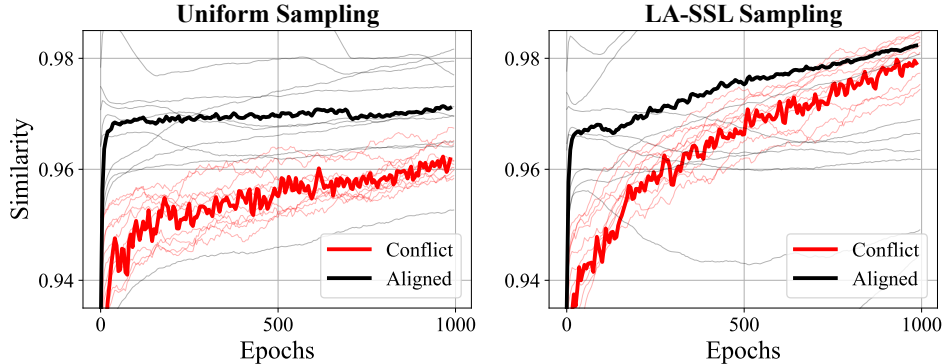 Uniform Sampling
LA-SSL Sampling
Similarity
0.98
0.96
0.94
0
500
1000
Epochs
Conflict
Aligned
0.98
0.96
0.94
0
500
1000
Epochs
Conflict
Aligned